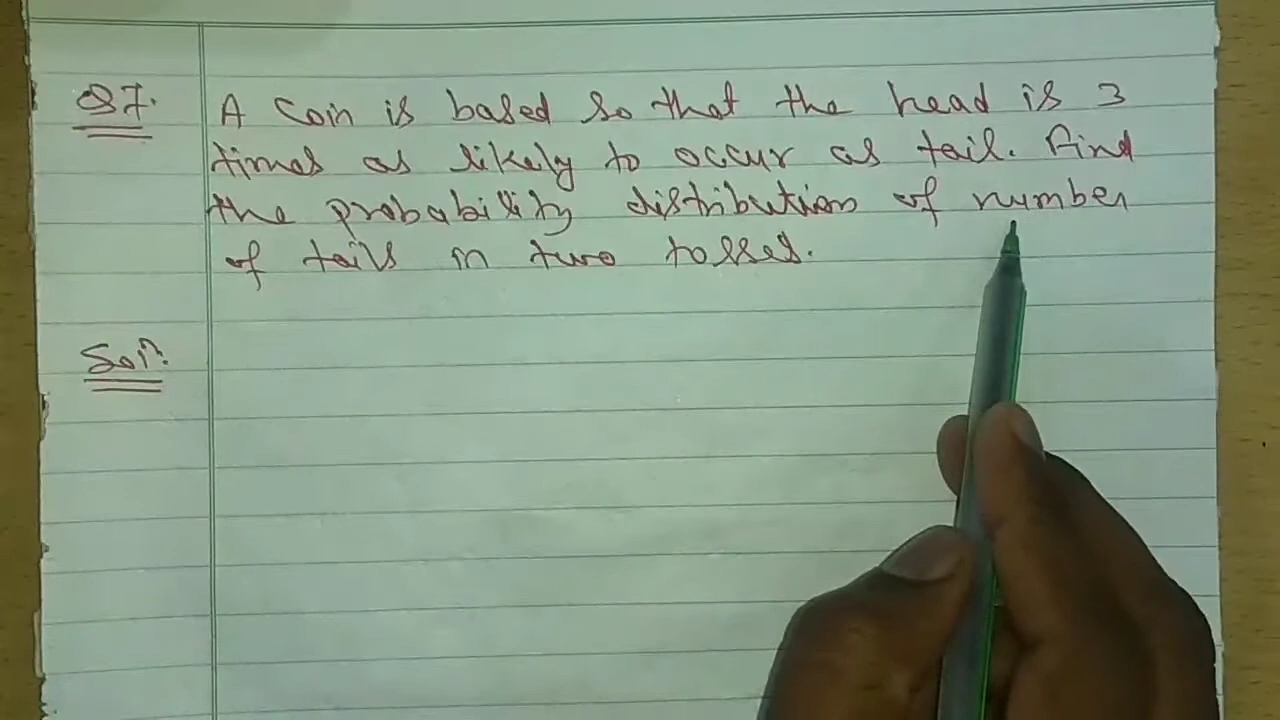 Q7. A coin is based so that the head is 3
times as likely to occur as tail. Find
the probability distribution of number
of tails in two tosses.
Soln.